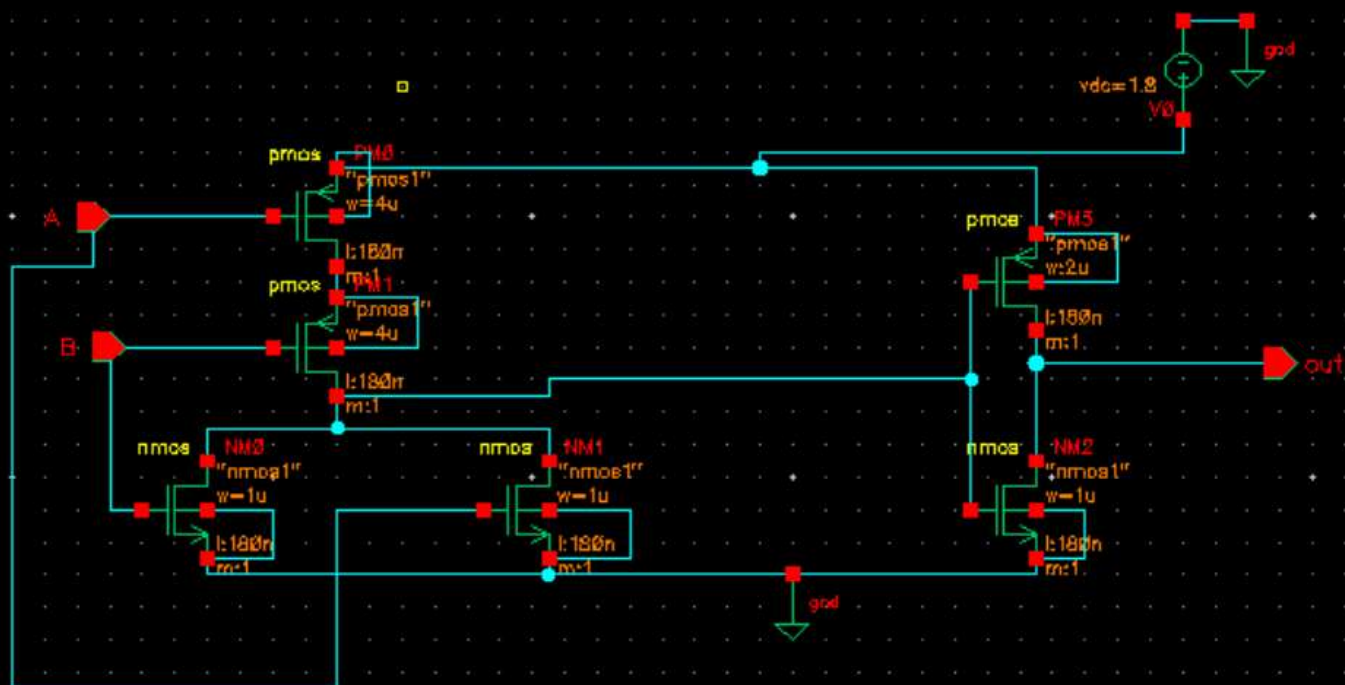 gnd
vdc=1.8
V0
pmos PM0
"pmos1"
w=4u
A
l:180n
m:1
pmos PM1
"pmos1"
w=4u
B
l:180n
m:1
pmos PM3
"pmos1"
w:2u
l:180n
m:1
out
nmos NM0
"nmos1"
w=1u
l:180n
m:1
nmos NM1
"nmos1"
w=1u
l:180n
m:1
nmos NM2
"nmos1"
w=1u
l:180n
m:1
gnd